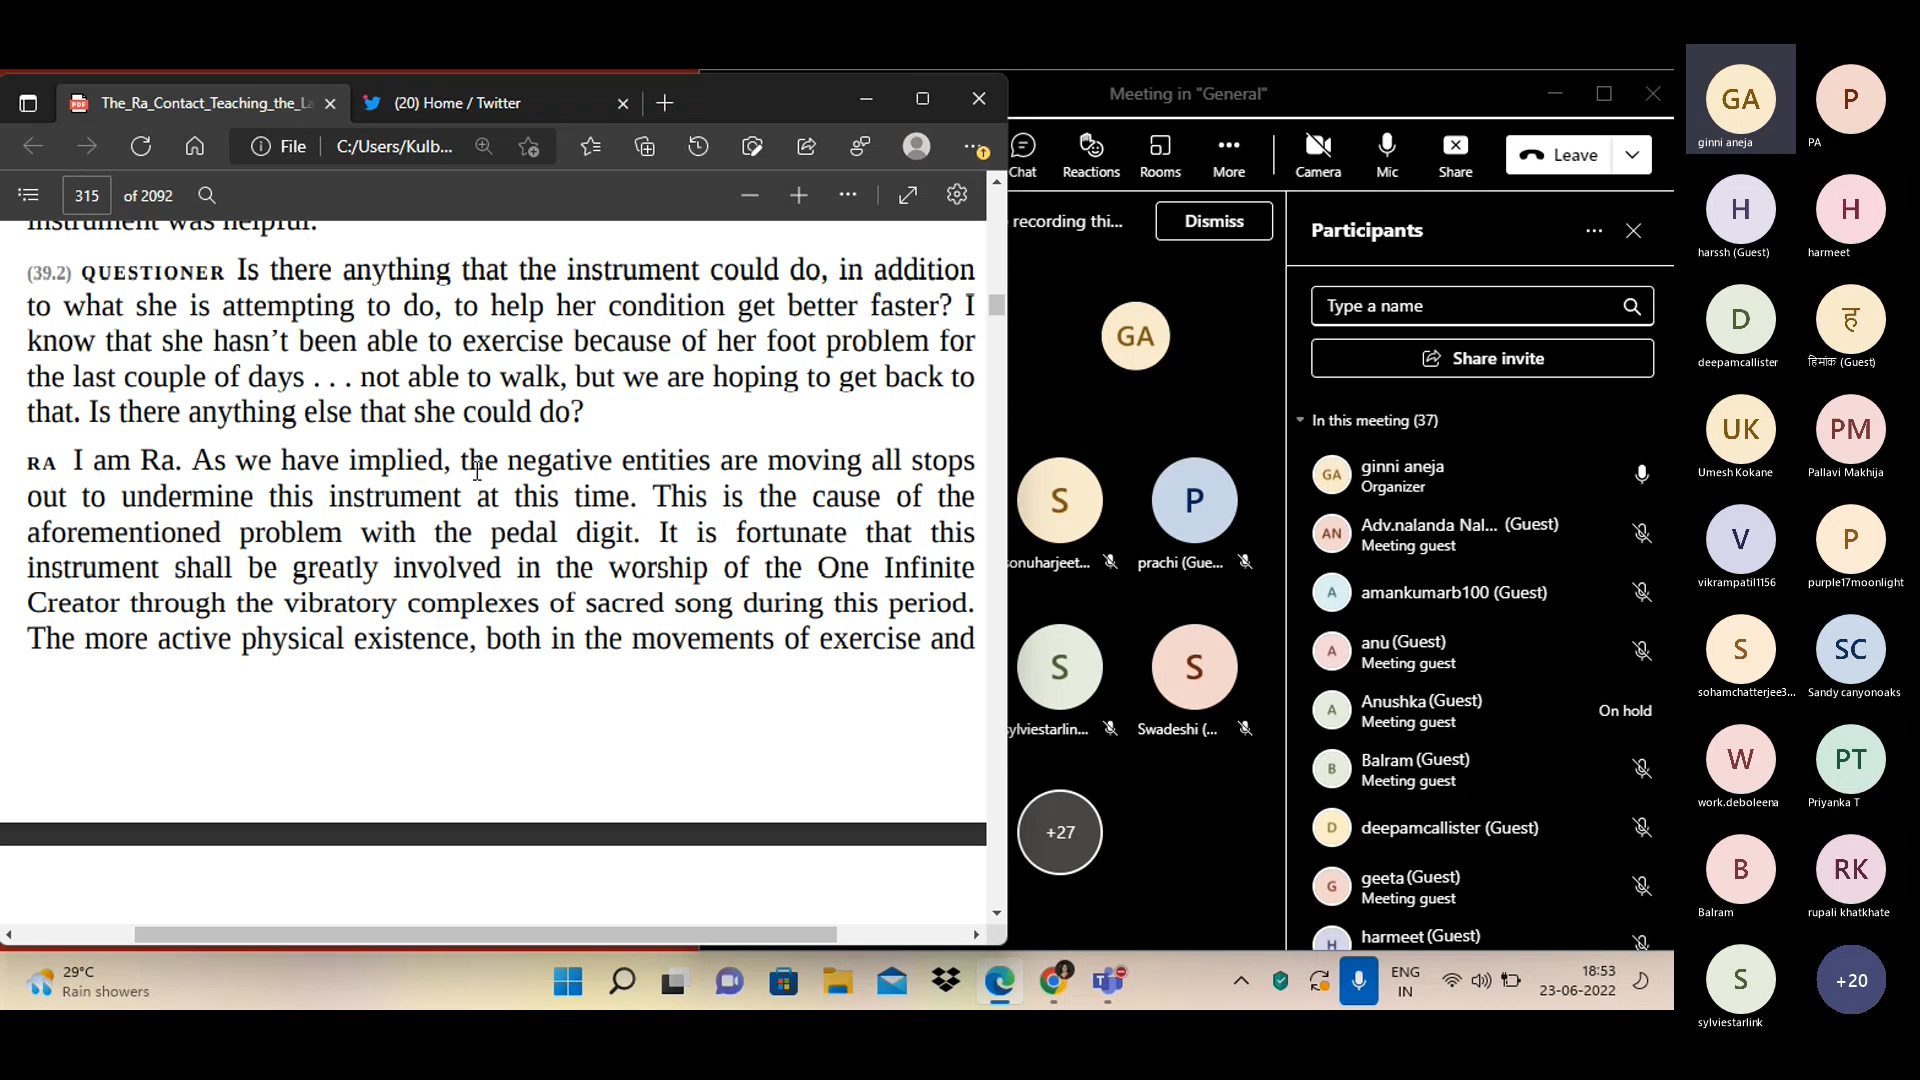 The_Ra_Contact_Teaching_the_La
(20) Home / Twitter
File
C:/Users/Kulb...
315
of 2092
(39.2) QUESTIONER Is there anything that the instrument could do, in addition
to what she is attempting to do, to help her condition get better faster? I
know that she hasn't been able to exercise because of her foot problem for
the last couple of days . . . not able to walk, but we are hoping to get back to
that. Is there anything else that she could do?
RA I am Ra. As we have implied, the negative entities are moving all stops
out to undermine this instrument at this time. This is the cause of the
aforementioned problem with the pedal digit. It is fortunate that this
instrument shall be greatly involved in the worship of the One Infinite
Creator through the vibratory complexes of sacred song during this period.
The more active physical existence, both in the movements of exercise and
Meeting in "General"
Chat
Reactions
Rooms
More
Camera
Mic
Share
Leave
recording thi...
Dismiss
GA
S
P
sonuharjeet...
prachi (Gue...
S
S
sylviestarlin...
Swadeshi (...
+27
Participants
Type a name
Share invite
In this meeting (37)
GA
ginni aneja
Organizer
AN
Adv.nalanda Nal... (Guest)
Meeting guest
A
amankumarb100 (Guest)
A
anu (Guest)
Meeting guest
A
Anushka (Guest)
Meeting guest
On hold
B
Balram (Guest)
Meeting guest
D
deepamcallister (Guest)
G
geeta (Guest)
Meeting guest
H
harmeet (Guest)
GA
P
ginni aneja
PA
H
H
harssh (Guest)
harmeet
D
ह
deepamcallister
हिमांक (Guest)
UK
PM
Umesh Kokane
Pallavi Makhija
V
P
vikrampatil1156
purple17moonlight
S
SC
sohamchatterjee3...
Sandy canyonoaks
W
PT
work.deboleena
Priyanka T
B
RK
Balram
rupali khatkhate
S
+20
sylviestarlink
29°C
Rain showers
ENG
IN
18:53
23-06-2022